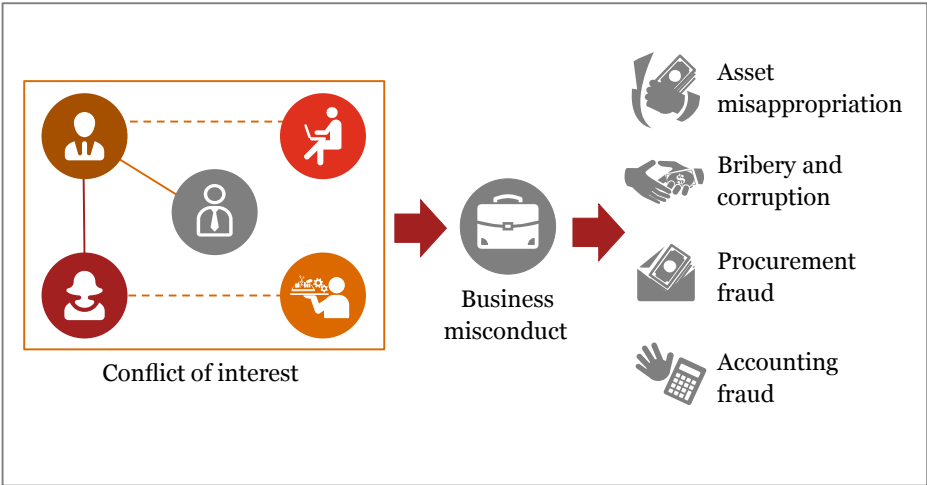 Conflict of interest
Business
misconduct
Asset
misappropriation
Bribery and
corruption
$
Procurement
fraud
Accounting
fraud